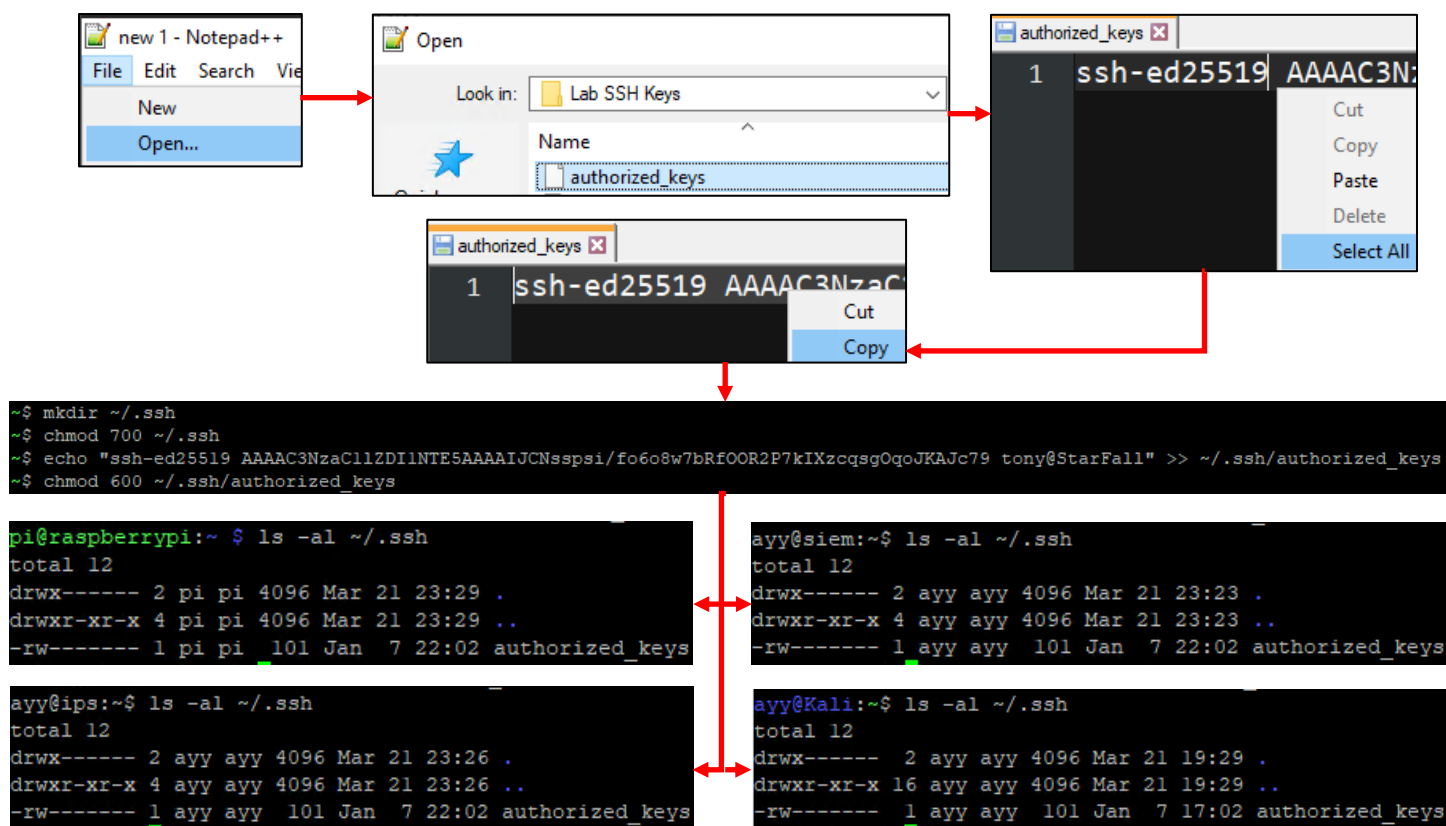 new 1 - Notepad++
File Edit Search Vie
New
Open...
Open
Look in: Lab SSH Keys
Name
authorized_keys
authorized_keys
1 ssh-ed25519 AAAAC3Nz
Cut
Copy
Paste
Delete
Select All
authorized_keys
1 ssh-ed25519 AAAAC3NzaC
Cut
Copy
~$ mkdir ~/.ssh
~$ chmod 700 ~/.ssh
~$ echo "ssh-ed25519 AAAAC3NzaC1lZDI1NTE5AAAAIJCNsspsi/fo6o8w7bRfOOR2P7kIXzcqsgOqoJKAJc79 tony@StarFall" >> ~/.ssh/authorized_keys
~$ chmod 600 ~/.ssh/authorized_keys
pi@raspberrypi:~ $ ls -al ~/.ssh
total 12
drwx------ 2 pi pi 4096 Mar 21 23:29 .
drwxr-xr-x 4 pi pi 4096 Mar 21 23:29 ..
-rw------- 1 pi pi  101 Jan  7 22:02 authorized_keys
ayy@siem:~$ ls -al ~/.ssh
total 12
drwx------ 2 ayy ayy 4096 Mar 21 23:23 .
drwxr-xr-x 4 ayy ayy 4096 Mar 21 23:23 ..
-rw------- 1 ayy ayy  101 Jan  7 22:02 authorized_keys
ayy@ips:~$ ls -al ~/.ssh
total 12
drwx------ 2 ayy ayy 4096 Mar 21 23:26 .
drwxr-xr-x 4 ayy ayy 4096 Mar 21 23:26 ..
-rw------- 1 ayy ayy  101 Jan  7 22:02 authorized_keys
ayy@Kali:~$ ls -al ~/.ssh
total 12
drwx------  2 ayy ayy 4096 Mar 21 19:29 .
drwxr-xr-x 16 ayy ayy 4096 Mar 21 19:29 ..
-rw-------  1 ayy ayy  101 Jan  7 17:02 authorized_keys